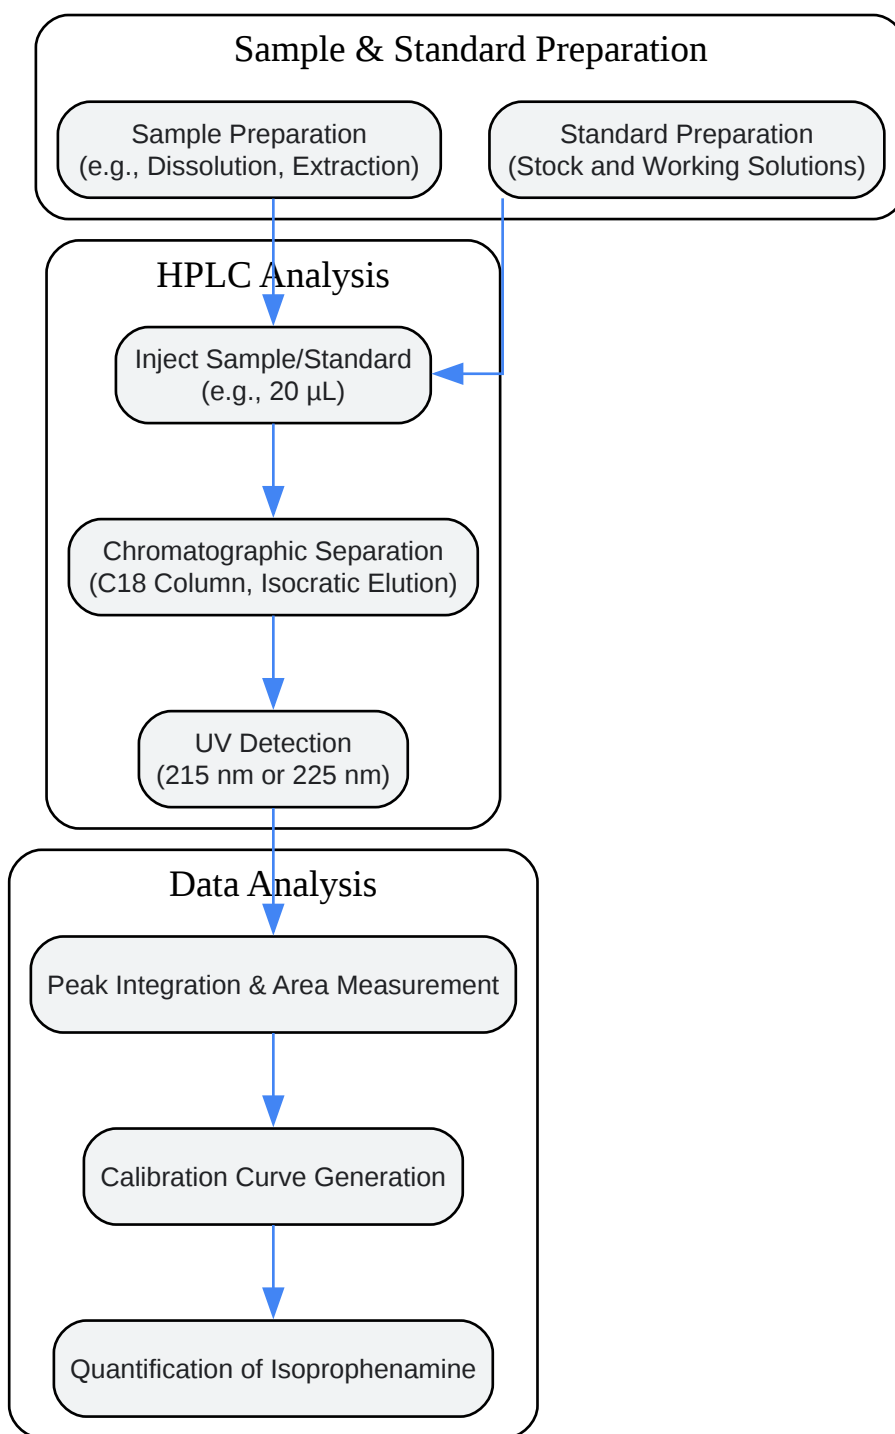 Sample & Standard Preparation
Sample Preparation
(e.g., Dissolution, Extraction)
Standard Preparation
(Stock and Working Solutions)
HPLC Analysis
Inject Sample/Standard
(e.g., 20 µL)
Chromatographic Separation
(C18 Column, Isocratic Elution)
UV Detection
(215 nm or 225 nm)
Data Analysis
Peak Integration & Area Measurement
Calibration Curve Generation
Quantification of Isoprophenamine